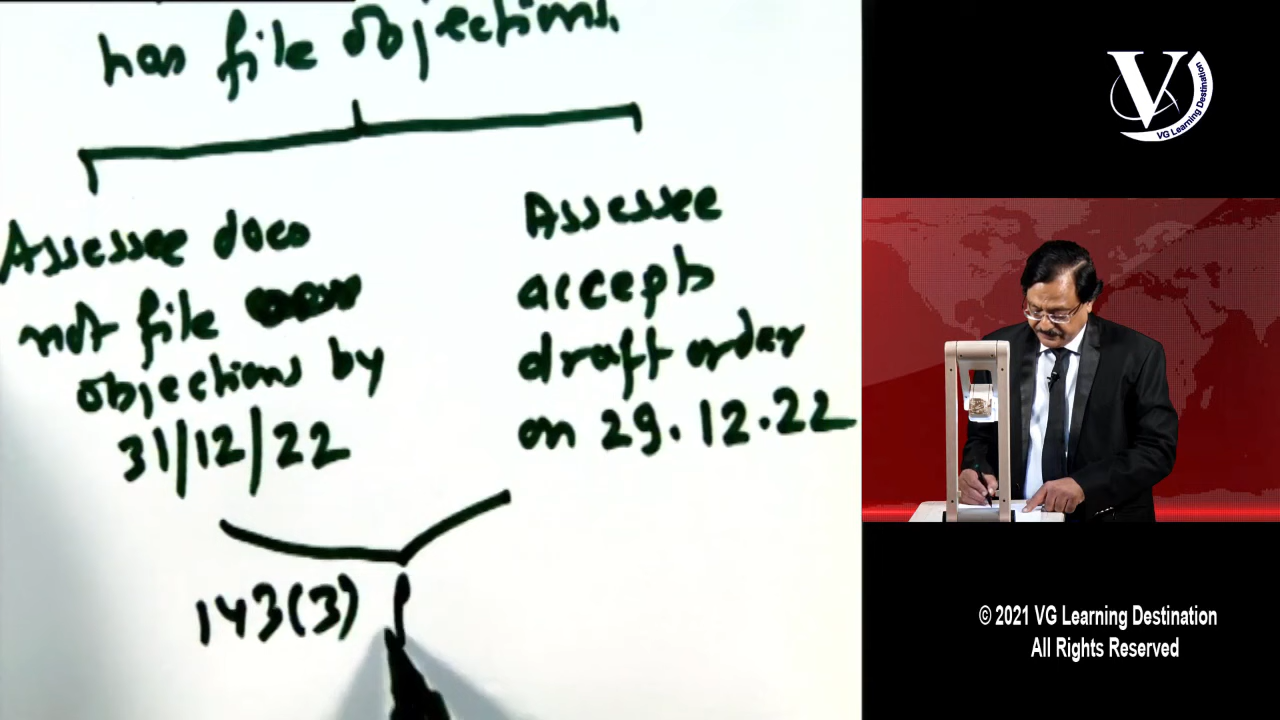 has file objections.
Assessee does
not file
objections by
31/12/22
Assessee
accepts
draft order
on 29.12.22
143(3)
V
VG Learning Destination
© 2021 VG Learning Destination
All Rights Reserved